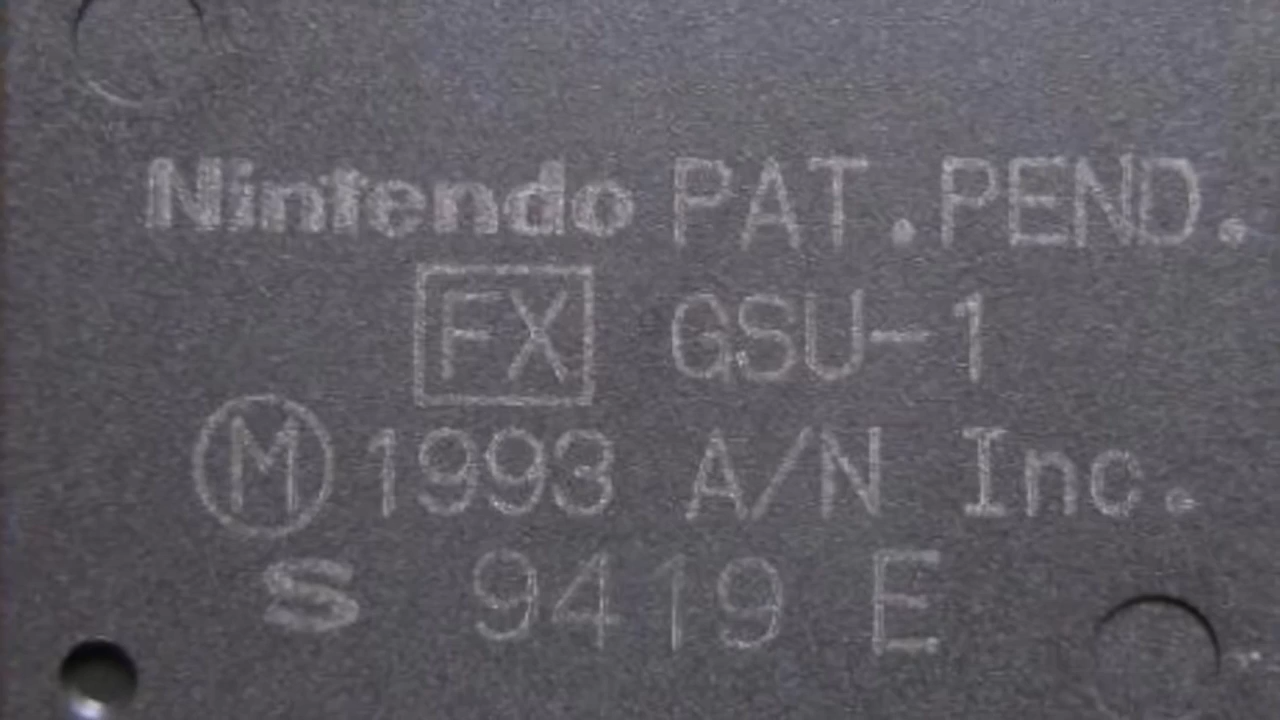 Nintendo PAT.PEND.
FX GSU-1
Ⓜ 1993 A/N Inc.
S 9419 E